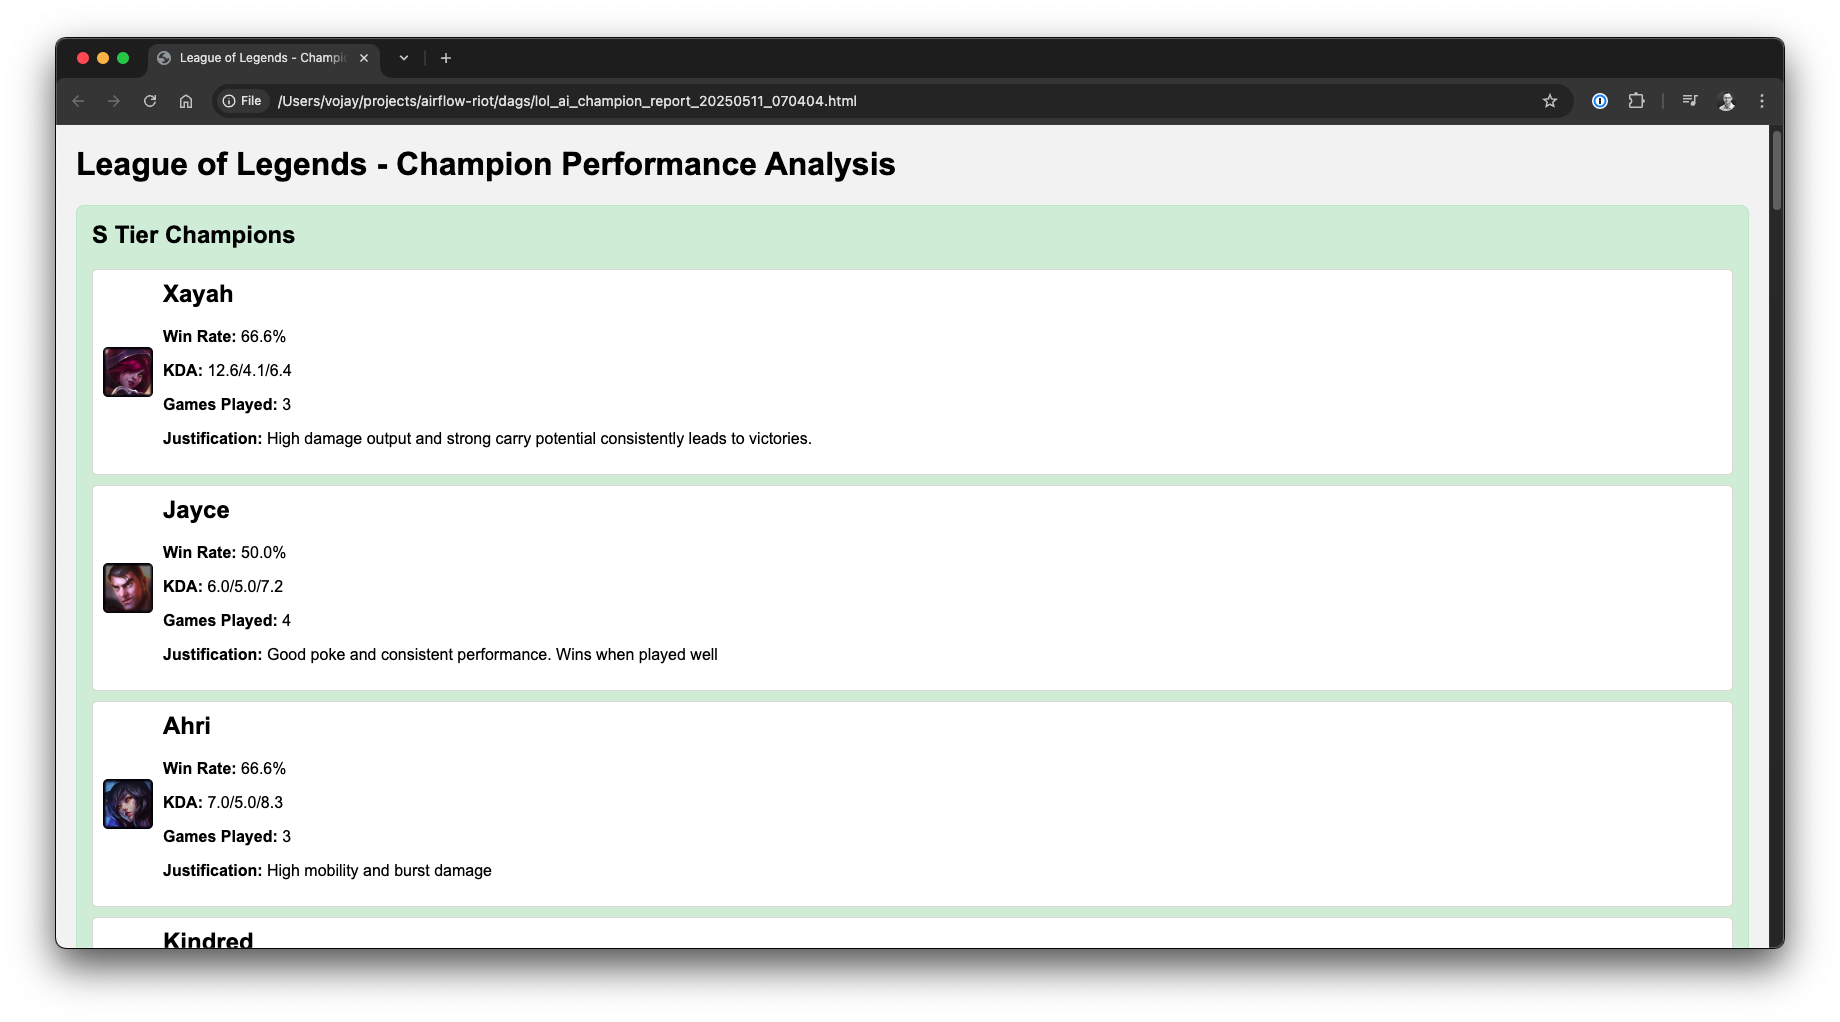 League of Legends - Champi
File /Users/vojay/projects/airflow-riot/dags/lol_ai_champion_report_20250511_070404.html
League of Legends - Champion Performance Analysis
S Tier Champions
Xayah
Win Rate: 66.6%
KDA: 12.6/4.1/6.4
Games Played: 3
Justification: High damage output and strong carry potential consistently leads to victories.
Jayce
Win Rate: 50.0%
KDA: 6.0/5.0/7.2
Games Played: 4
Justification: Good poke and consistent performance. Wins when played well
Ahri
Win Rate: 66.6%
KDA: 7.0/5.0/8.3
Games Played: 3
Justification: High mobility and burst damage
Kindred